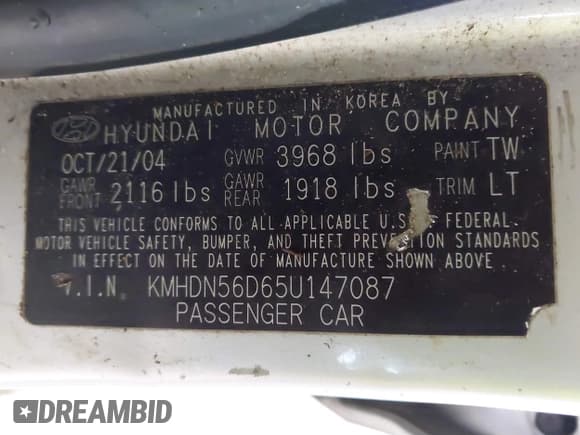 MANUFACTURED IN KOREA BY
HYUNDAI MOTOR COMPANY
OCT/21/04 GVWR 3968 lbs PAINT TW
GAWR FRONT 2116 lbs GAWR REAR 1918 lbs TRIM LT
THIS VEHICLE CONFORMS TO ALL APPLICABLE U.S. FEDERAL
MOTOR VEHICLE SAFETY, BUMPER, AND THEFT PREVENTION STANDARDS
IN EFFECT ON THE DATE OF MANUFACTURE SHOWN ABOVE.
V.I.N. KMHDN56D65U147087
PASSENGER CAR
DREAMBID